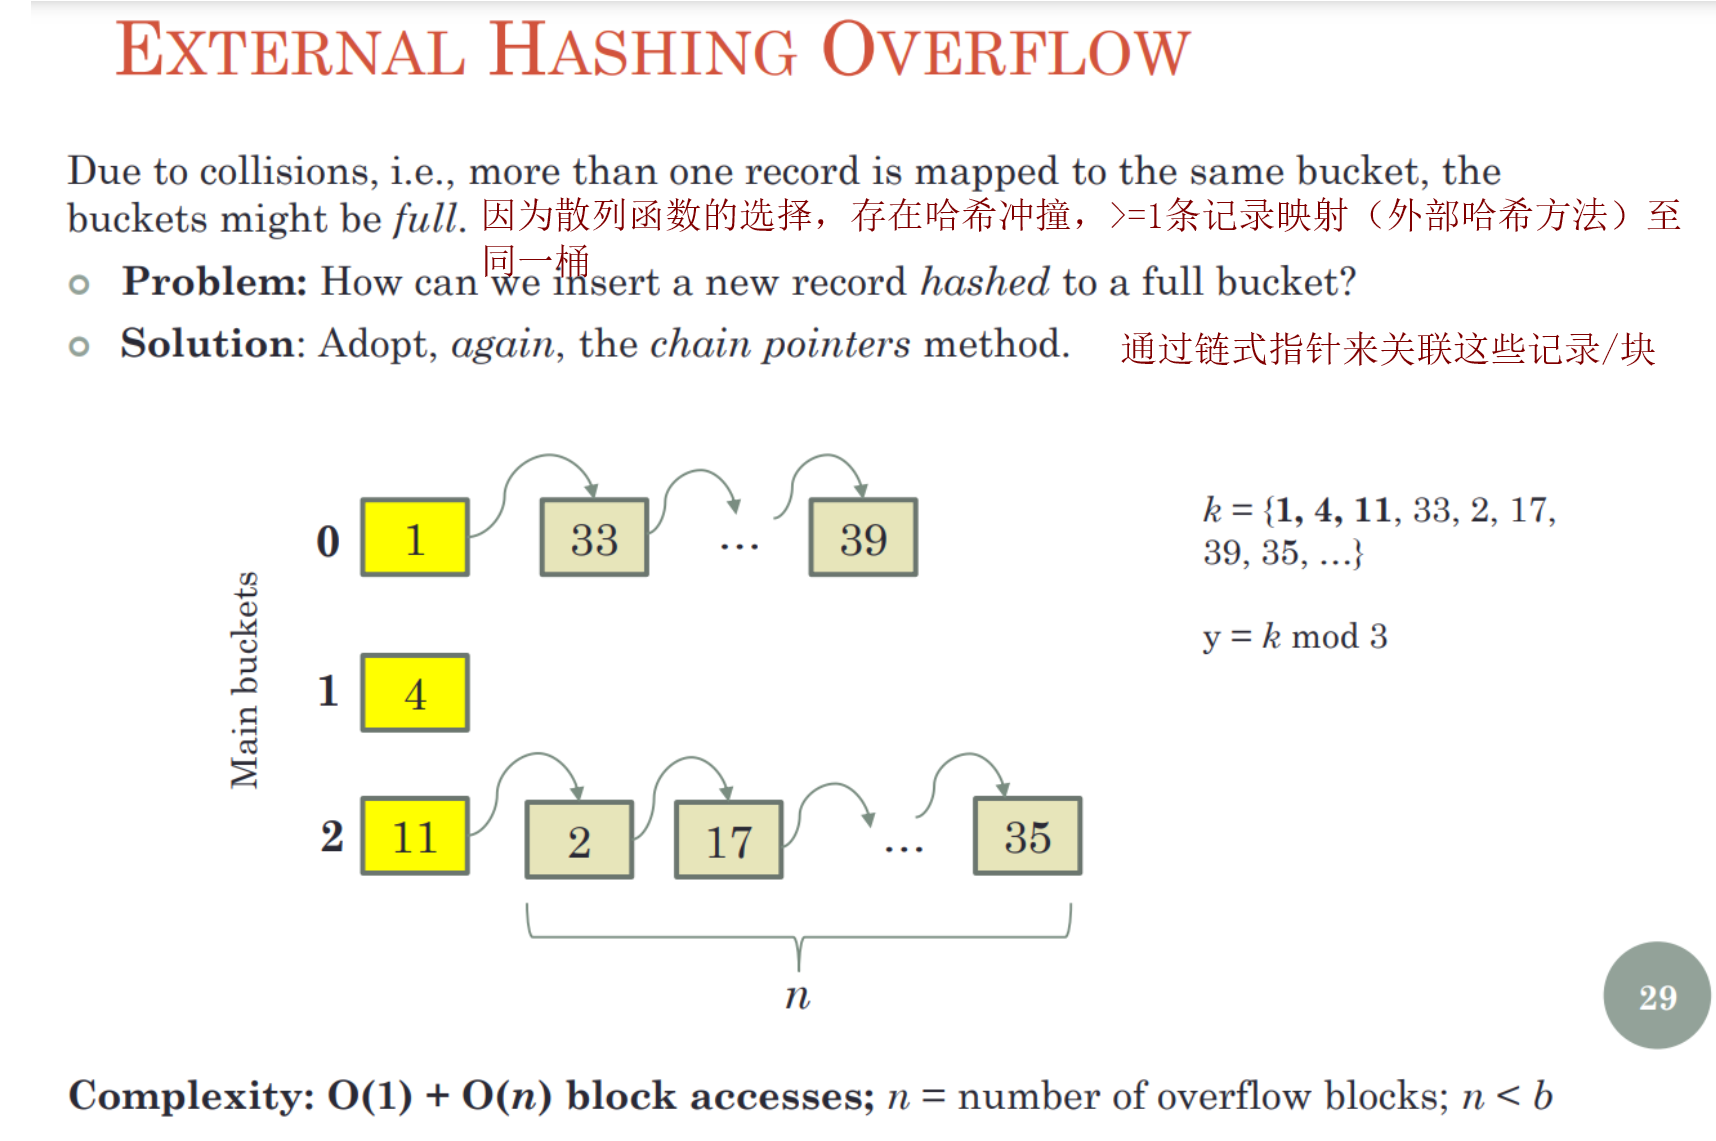 EXTERNAL HASHING OVERFLOW
Due to collisions, i.e., more than one record is mapped to the same bucket, the
buckets might be full.
因为散列函数的选择，存在哈希冲撞，>=1条记录映射（外部哈希方法）至
同一桶
Problem: How can we insert a new record hashed to a full bucket?
Solution: Adopt, again, the chain pointers method.
通过链式指针来关联这些记录/块
Main buckets
0 1 33 ... 39
1 4
2 11 2 17 ... 35
n
k = {1, 4, 11, 33, 2, 17,
39, 35, ...}
y = k mod 3
29
Complexity: O(1) + O(n) block accesses; n = number of overflow blocks; n < b